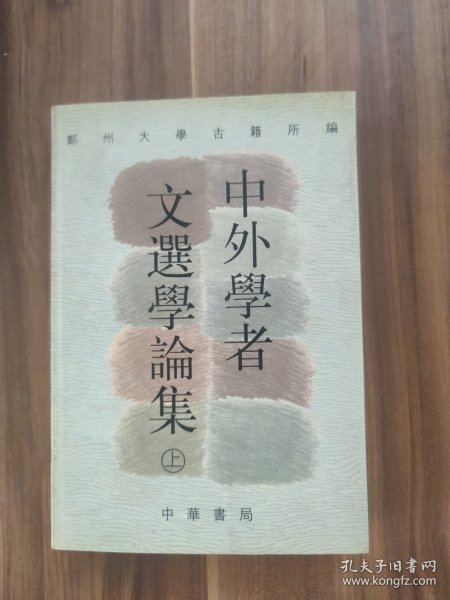 鄭州大學古籍所編
中外學者
文選學論集㊤
中華書局
孔夫子旧书网
www.kongfz.com